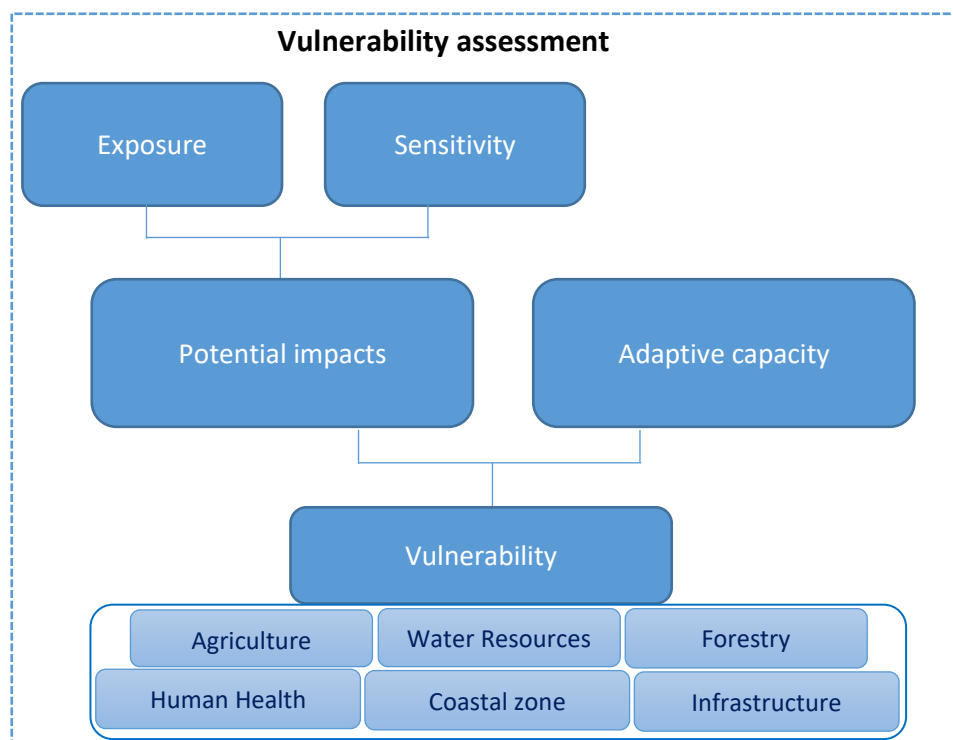 Vulnerability assessment
Exposure
Sensitivity
Potential impacts
Adaptive capacity
Vulnerability
Agriculture
Water Resources
Forestry
Human Health
Coastal zone
Infrastructure